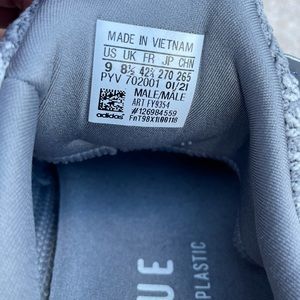 MADE IN VIETNAM
US UK FR JP CHN
9 8½ 42⅔ 270 265
PYV 702001 01/21
MALE/MALE
ART FY9354
#126984559
adidas
UE
PLASTIC